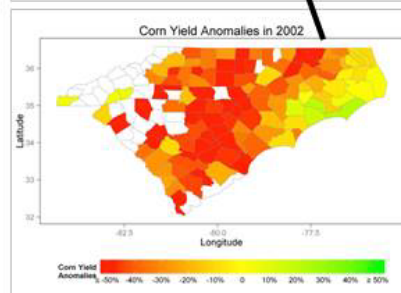 Corn Yield Anomalies in 2002
36
35
34
33
32
Latitude
-82.5
-80.0
-77.5
Longitude
Corn Yield
Anomalies
≤ -50% -40% -30% -20% -10% 0 10% 20% 30% 40% ≥ 50%